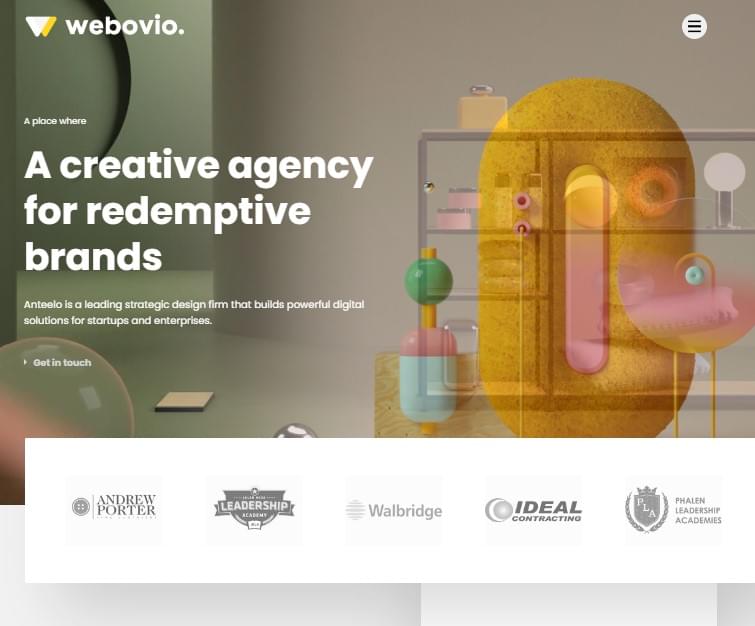 webovio.
A place where
A creative agency
for redemptive
brands
Anteelo is a leading strategic design firm that builds powerful digital
solutions for startups and enterprises.
Get in touch
ANDREW
PORTER
LEADERSHIP
ACADEMY
Walbridge
IDEAL
CONTRACTING
PLA
PHALEN
LEADERSHIP
ACADEMIES